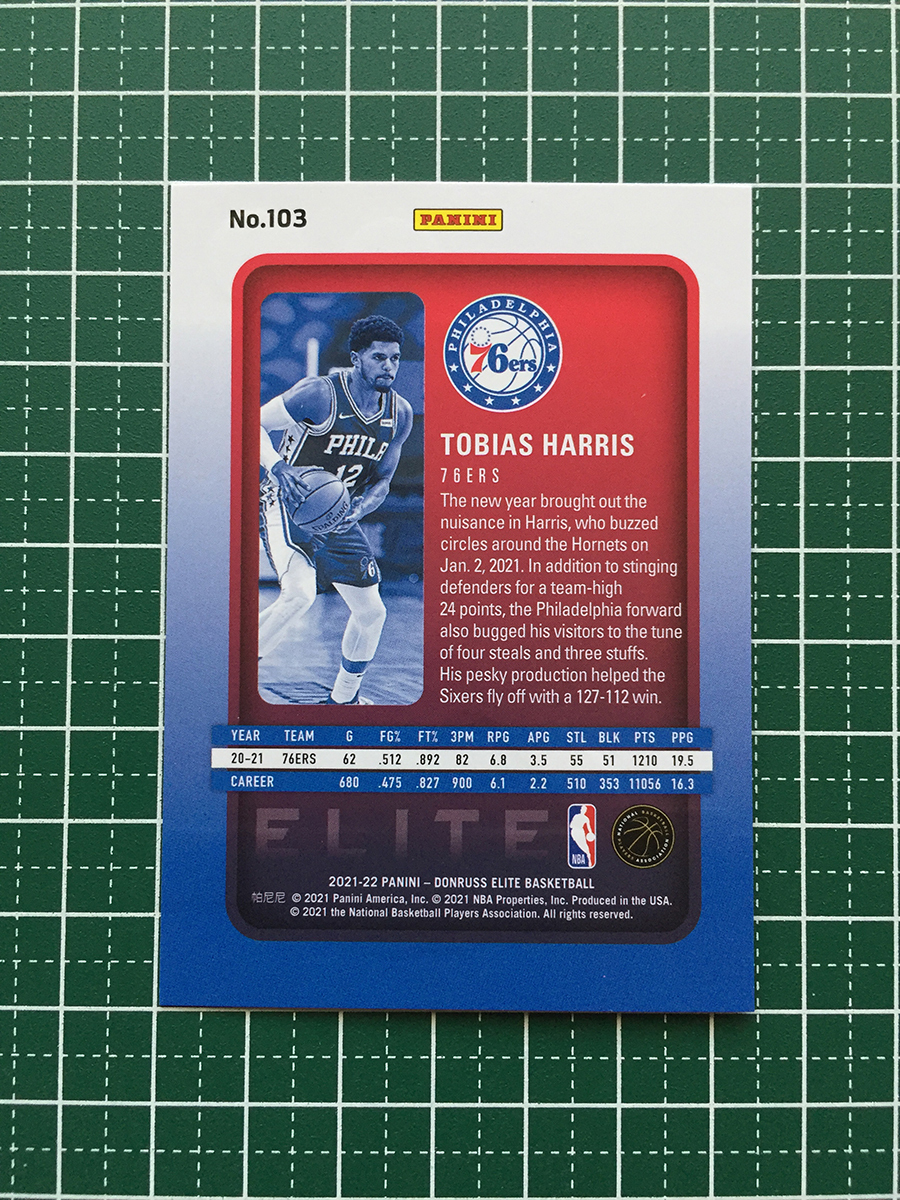 No.103
PANINI
PHILADELPHIA
76ers
PHILA
12
SPALDING
6
TOBIAS HARRIS
76ERS
The new year brought out the
nuisance in Harris, who buzzed
circles around the Hornets on
Jan. 2, 2021. In addition to stinging
defenders for a team-high
24 points, the Philadelphia forward
also bugged his visitors to the tune
of four steals and three stuffs.
His pesky production helped the
Sixers fly off with a 127-112 win.
YEAR TEAM G FG% FT% 3PM RPG APG STL BLK PTS PPG
20-21 76ERS 62 .512 .892 82 6.8 3.5 55 51 1210 19.5
CAREER 680 .475 .827 900 6.1 2.2 510 353 11056 16.3
ELITE
NBA
NATIONAL BASKETBALL
PLAYERS ASSOCIATION
2021-22 PANINI – DONRUSS ELITE BASKETBALL
帕尼尼 © 2021 Panini America, Inc. © 2021 NBA Properties, Inc. Produced in the USA.
© 2021 the National Basketball Players Association. All rights reserved.